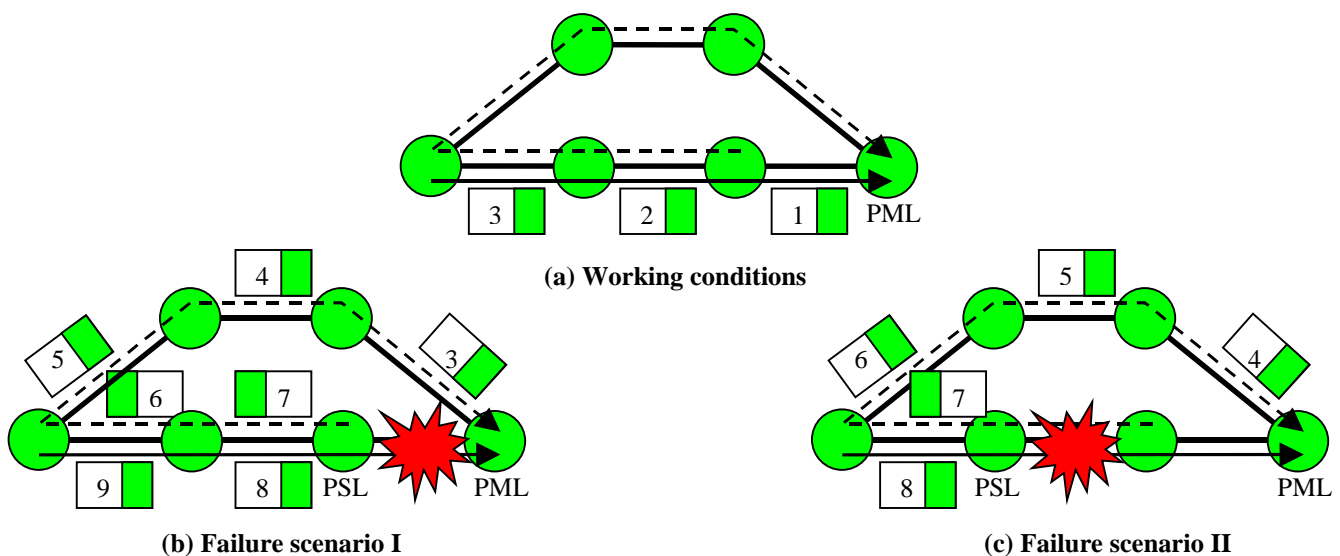 3
2
1
PML
(a) Working conditions
4
5
3
6
7
9
8
PSL
PML
(b) Failure scenario I
5
6
4
7
8
PSL
PML
(c) Failure scenario II